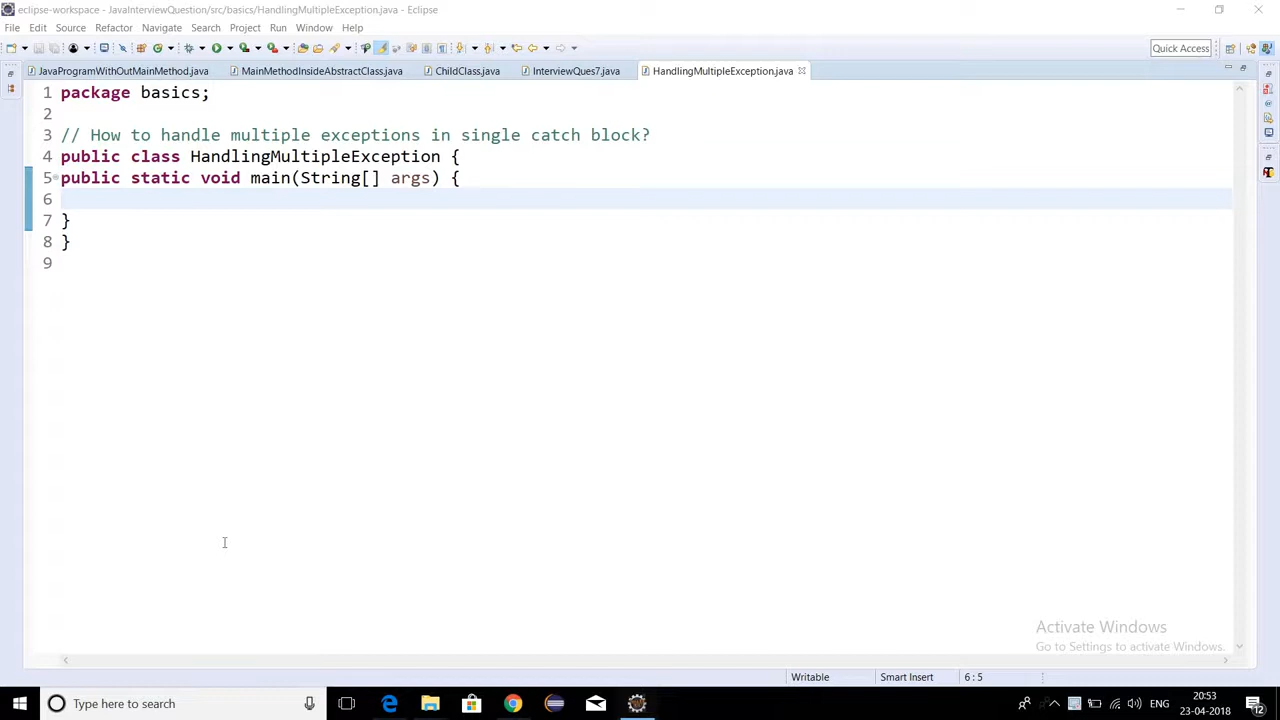 eclipse-workspace - JavaInterviewQuestion/src/basics/HandlingMultipleException.java - Eclipse
File Edit Source Refactor Navigate Search Project Run Window Help
Quick Access
JavaProgramWithOutMainMethod.java MainMethodInsideAbstractClass.java ChildClass.java InterviewQues7.java HandlingMultipleException.java
1 package basics;
2
3 // How to handle multiple exceptions in single catch block?
4 public class HandlingMultipleException {
5 public static void main(String[] args) {
6
7 }
8 }
9
Activate Windows
Go to Settings to activate Windows.
Writable Smart Insert 6 : 5
Type here to search
ENG 20:53
23-04-2018